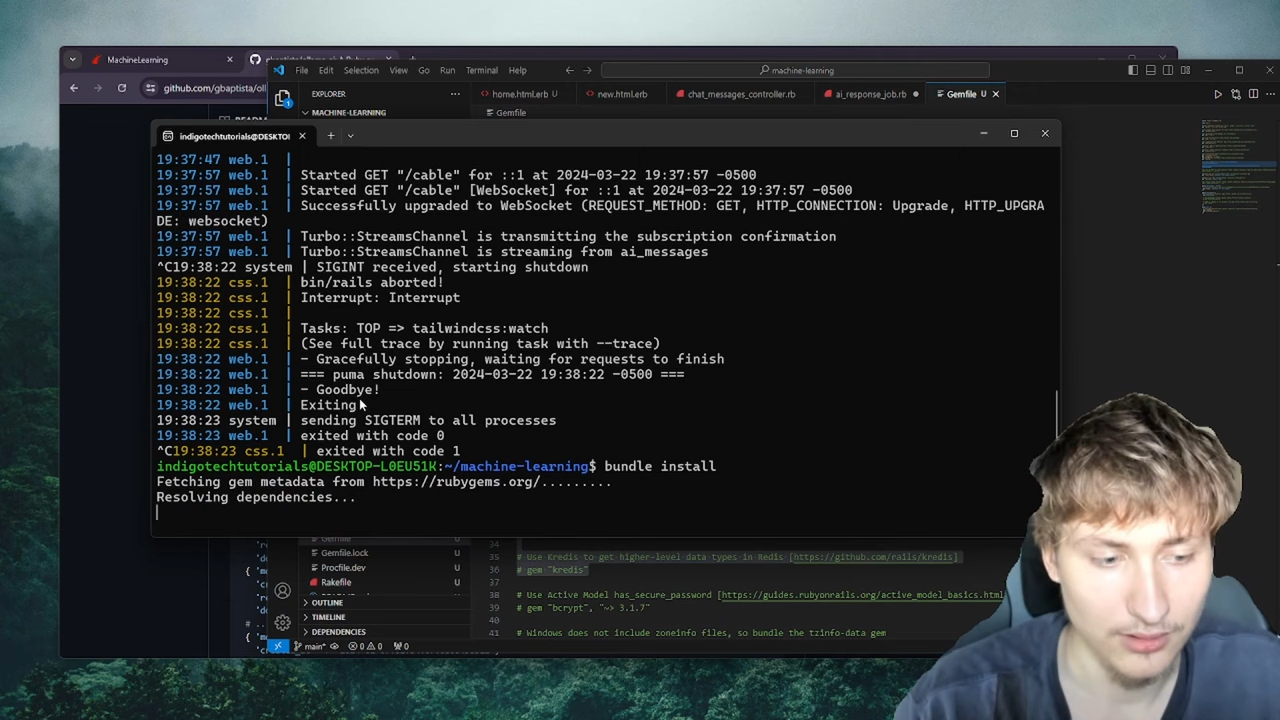 MachineLearning
github.com/gbaptista/oll
File Edit Selection View Go Run Terminal Help
machine-learning
EXPLORER
MACHINE-LEARNING
home.html.erb U
new.html.erb
chat_messages_controller.rb
ai_response_job.rb
Gemfile U
Gemfile
indigotechtutorials@DESKTO
19:37:47 web.1 |
19:37:57 web.1 | Started GET "/cable" for ::1 at 2024-03-22 19:37:57 -0500
19:37:57 web.1 | Started GET "/cable" [WebSocket] for ::1 at 2024-03-22 19:37:57 -0500
19:37:57 web.1 | Successfully upgraded to WebSocket (REQUEST_METHOD: GET, HTTP_CONNECTION: Upgrade, HTTP_UPGRA
DE: websocket)
19:37:57 web.1 | Turbo::StreamsChannel is transmitting the subscription confirmation
19:37:57 web.1 | Turbo::StreamsChannel is streaming from ai_messages
^C19:38:22 system | SIGINT received, starting shutdown
19:38:22 css.1 | bin/rails aborted!
19:38:22 css.1 | Interrupt: Interrupt
19:38:22 css.1 |
19:38:22 css.1 | Tasks: TOP => tailwindcss:watch
19:38:22 css.1 | (See full trace by running task with --trace)
19:38:22 web.1 | - Gracefully stopping, waiting for requests to finish
19:38:22 web.1 | === puma shutdown: 2024-03-22 19:38:22 -0500 ===
19:38:22 web.1 | - Goodbye!
19:38:22 web.1 | Exiting
19:38:23 system | sending SIGTERM to all processes
19:38:23 web.1 | exited with code 0
^C19:38:23 css.1 | exited with code 1
indigotechtutorials@DESKTOP-L0EU51K:~/machine-learning$ bundle install
Fetching gem metadata from https://rubygems.org/.........
Resolving dependencies...
Gemfile.lock U
Procfile.dev U
Rakefile U
OUTLINE
TIMELINE
DEPENDENCIES
34
35 # Use Kredis to get higher-level data types in Redis [https://github.com/rails/kredis]
36 # gem "kredis"
37
38 # Use Active Model has_secure_password [https://guides.rubyonrails.org/active_model_basics.html
39 # gem "bcrypt", "~> 3.1.7"
40
41 # Windows does not include zoneinfo files, so bundle the tzinfo-data gem
main* 0 0 0